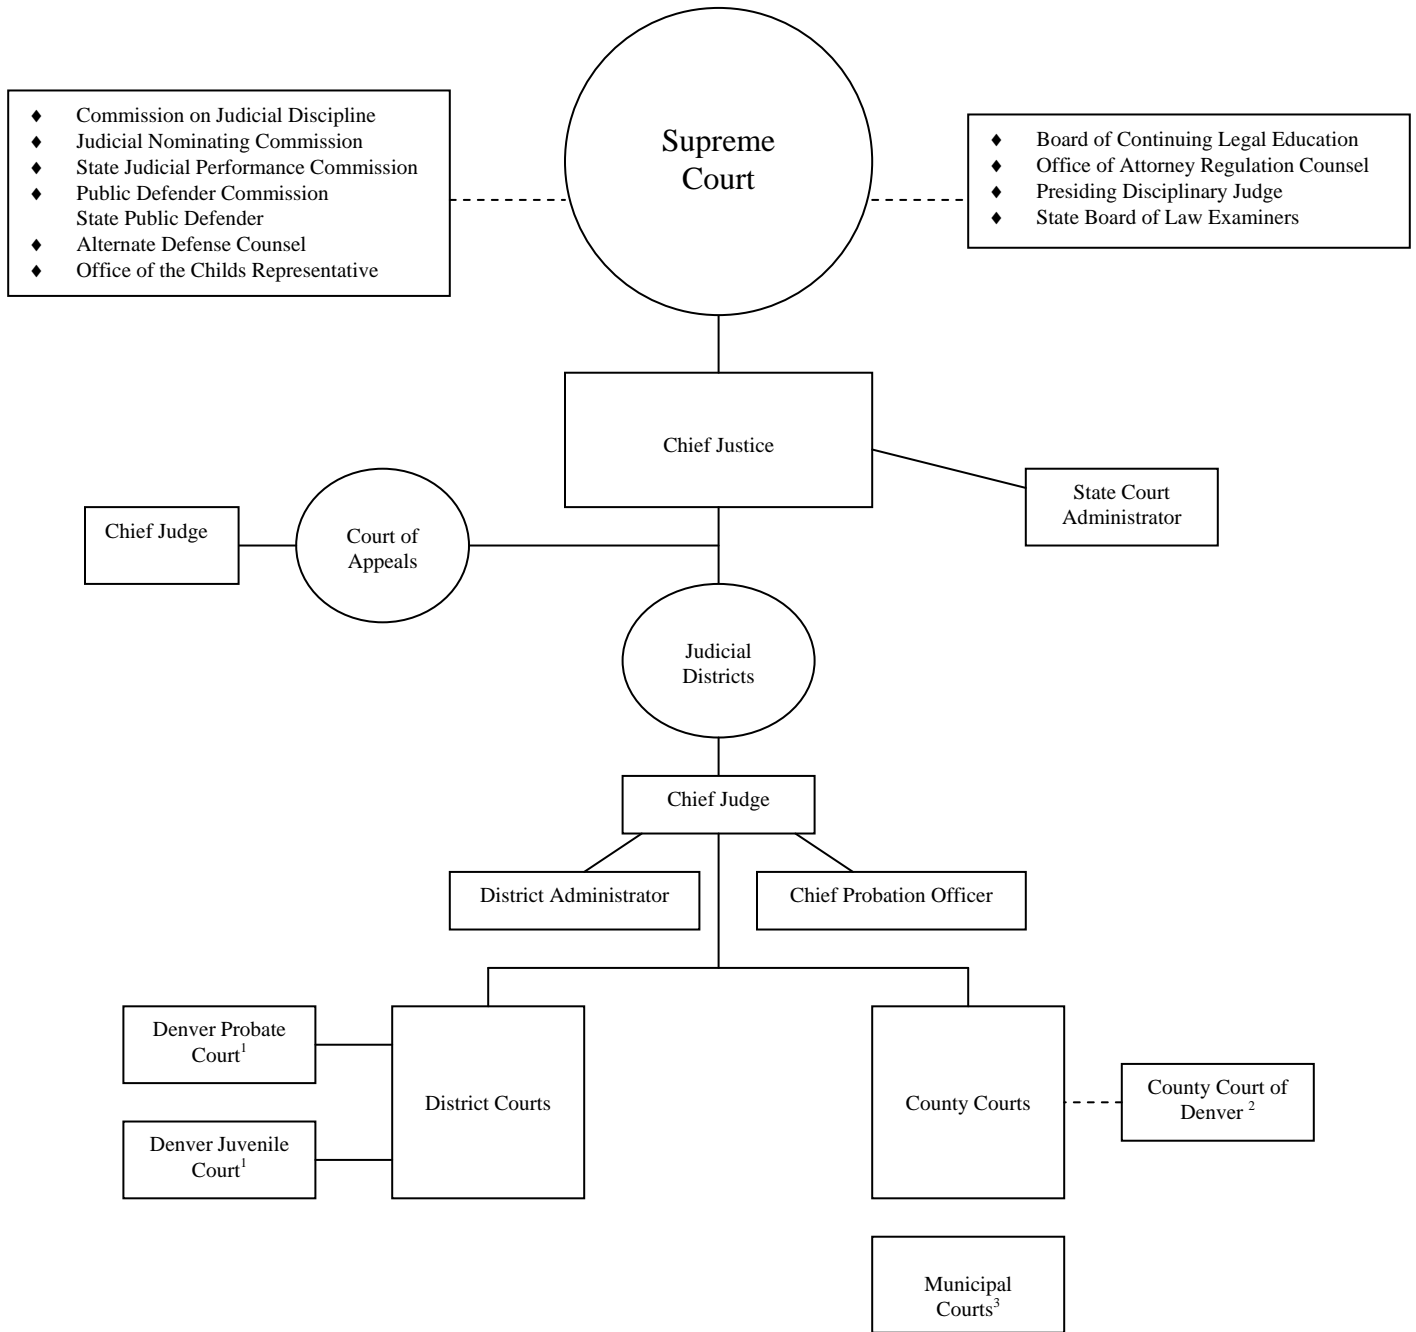 Supreme
Court
♦ Commission on Judicial Discipline
♦ Judicial Nominating Commission
♦ State Judicial Performance Commission
♦ Public Defender Commission
State Public Defender
♦ Alternate Defense Counsel
♦ Office of the Childs Representative
♦ Board of Continuing Legal Education
♦ Office of Attorney Regulation Counsel
♦ Presiding Disciplinary Judge
♦ State Board of Law Examiners
Chief Justice
State Court
Administrator
Chief Judge
Court of
Appeals
Judicial
Districts
Chief Judge
District Administrator
Chief Probation Officer
Denver Probate
Court¹
Denver Juvenile
Court¹
District Courts
County Courts
County Court of
Denver ²
Municipal
Courts³